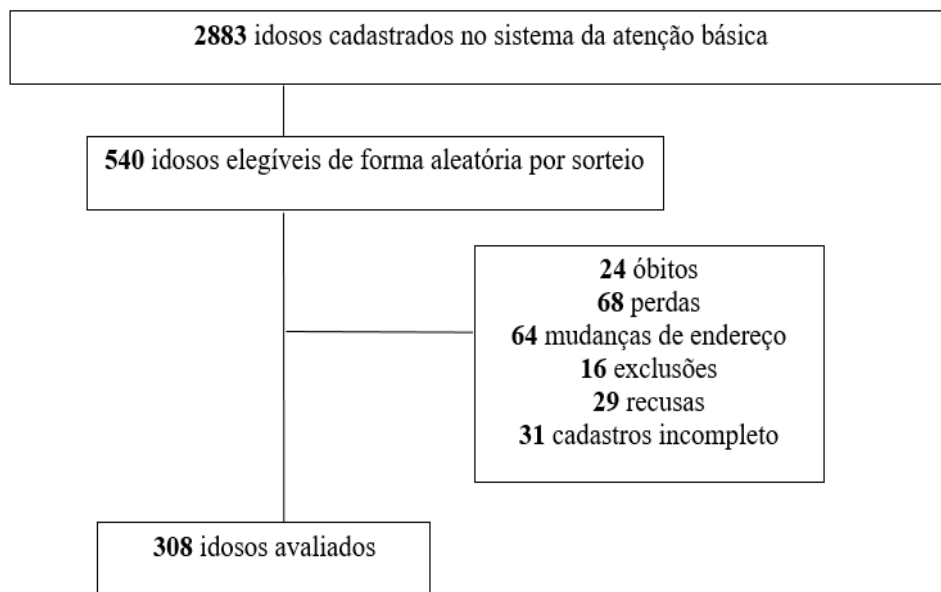 2883 idosos cadastrados no sistema da atenção básica
540 idosos elegíveis de forma aleatória por sorteio
24 óbitos
68 perdas
64 mudanças de endereço
16 exclusões
29 recusas
31 cadastros incompleto
308 idosos avaliados